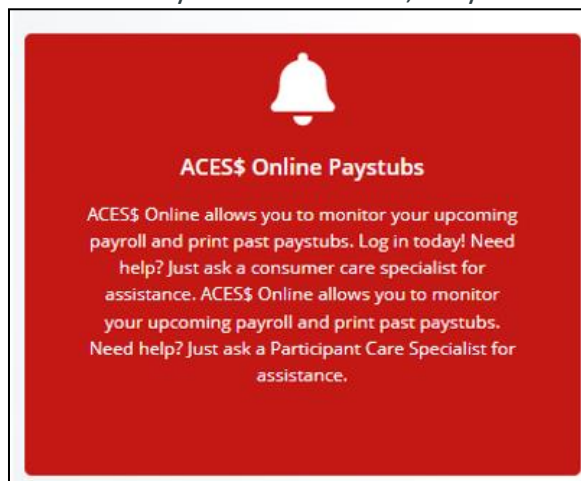 ACES$ Online Paystubs
ACES$ Online allows you to monitor your upcoming
payroll and print past paystubs. Log in today! Need
help? Just ask a consumer care specialist for
assistance. ACES$ Online allows you to monitor
your upcoming payroll and print past paystubs.
Need help? Just ask a Participant Care Specialist for
assistance.